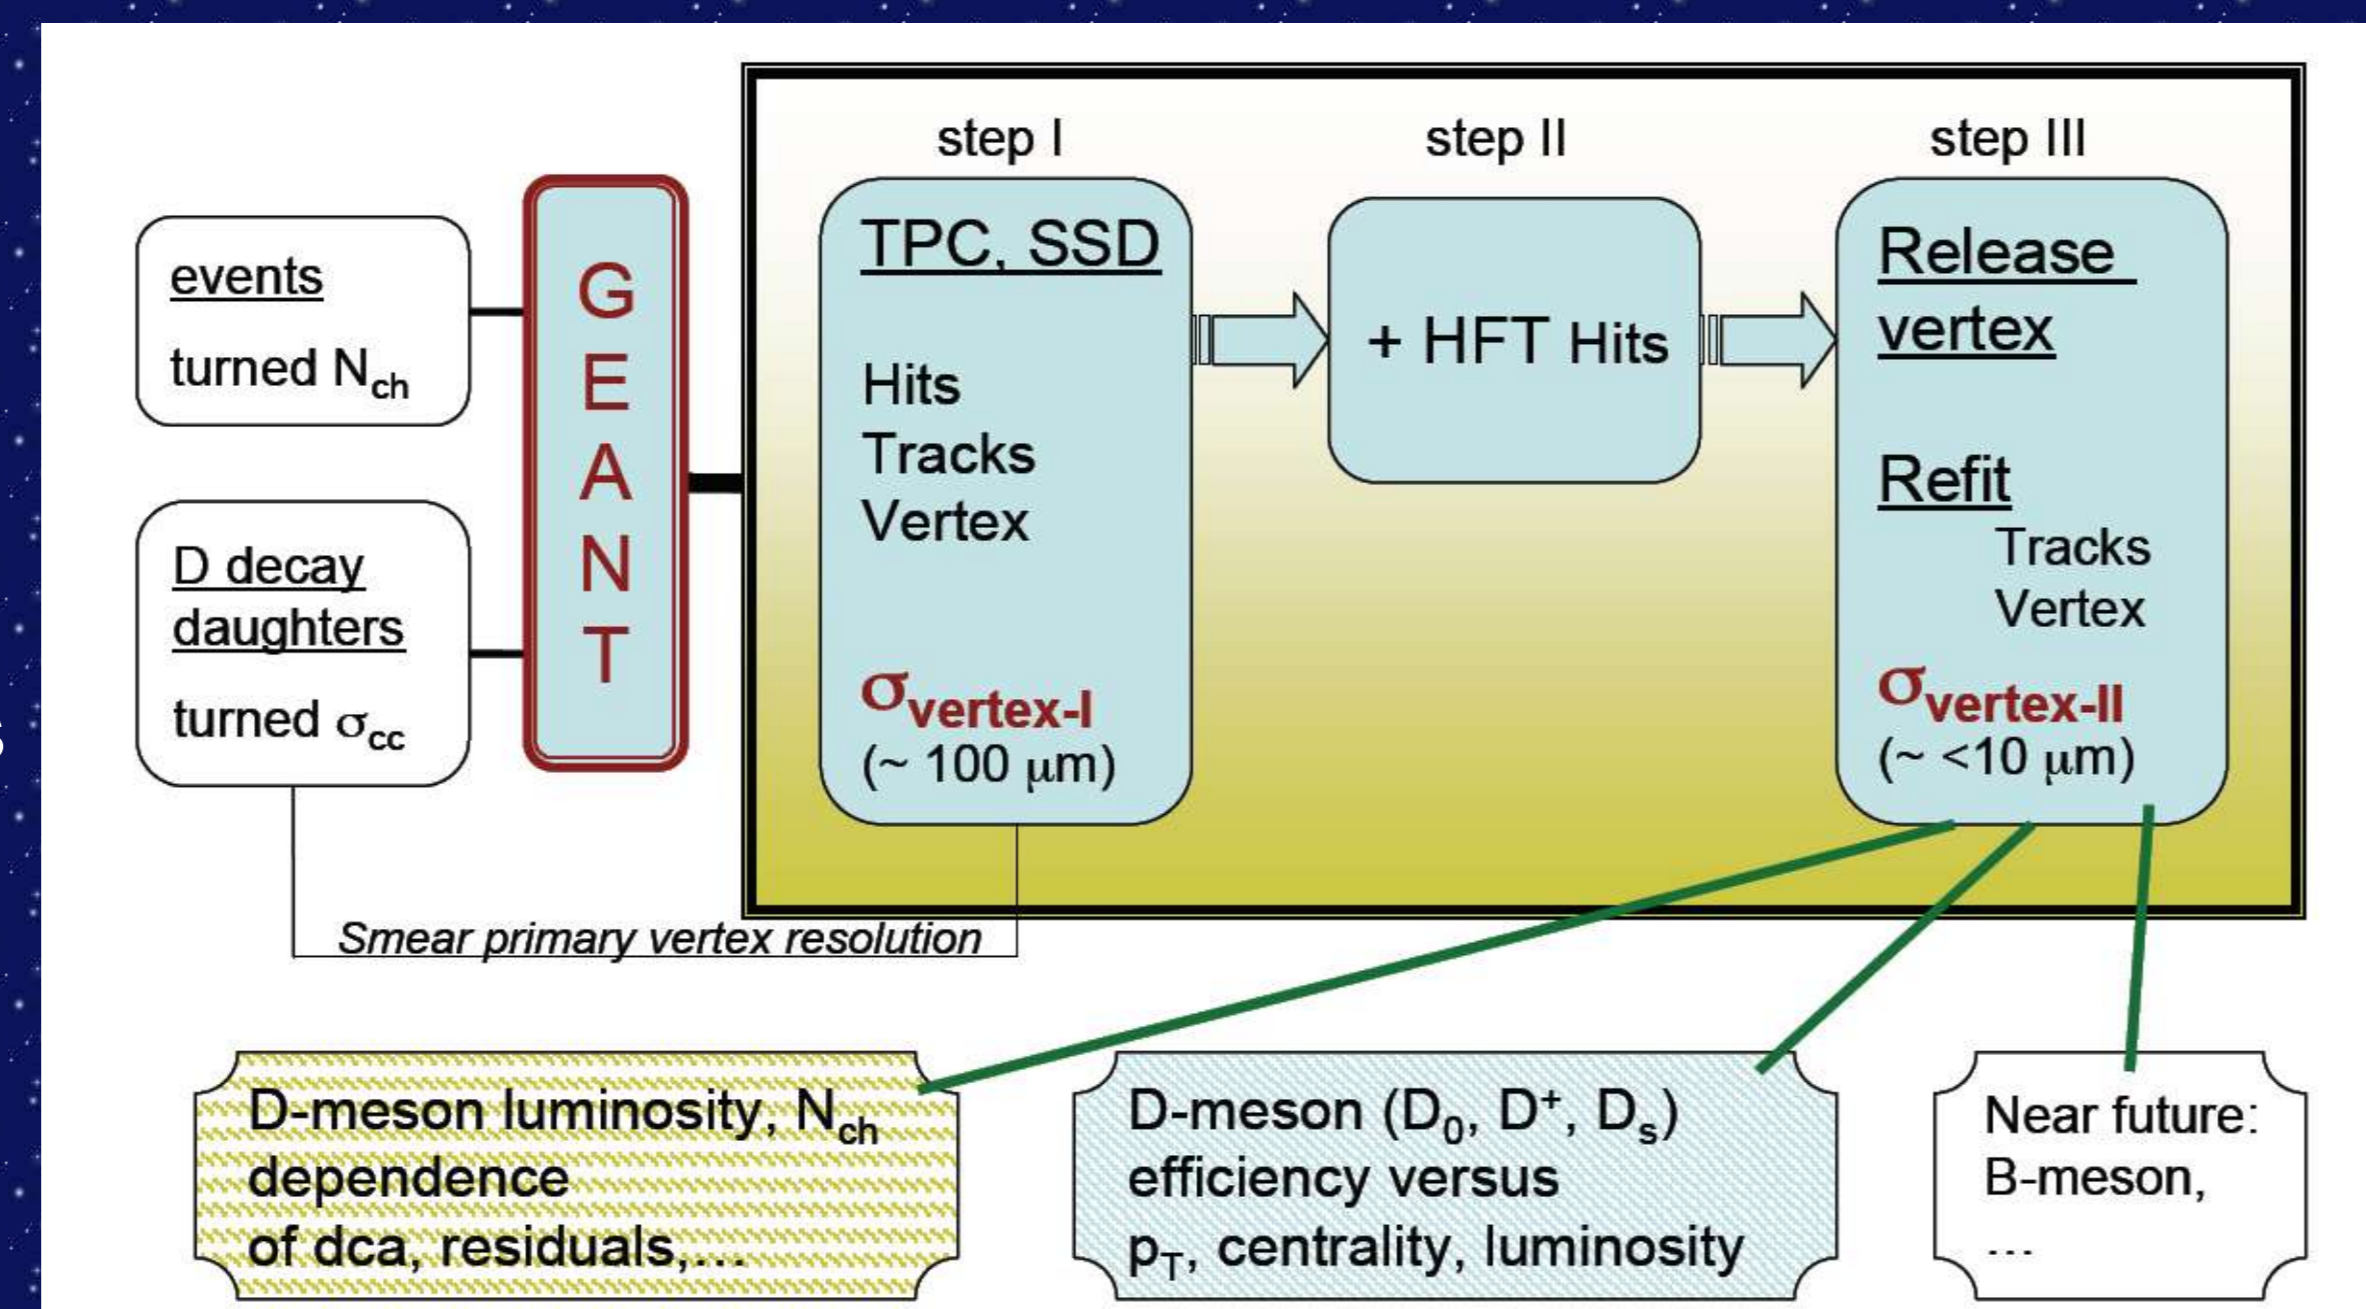 events
turned Nch
D decay
daughters
turned σcc
G
E
A
N
T
step I
TPC, SSD
Hits
Tracks
Vertex
σvertex-I
(~ 100 μm)
step II
+ HFT Hits
step III
Release
vertex
Refit
Tracks
Vertex
σvertex-II
(~ <10 μm)
Smear primary vertex resolution
D-meson luminosity, Nch
dependence
of dca, residuals,…
D-meson (D0, D+, Ds)
efficiency versus
pT, centrality, luminosity
Near future:
B-meson,
…